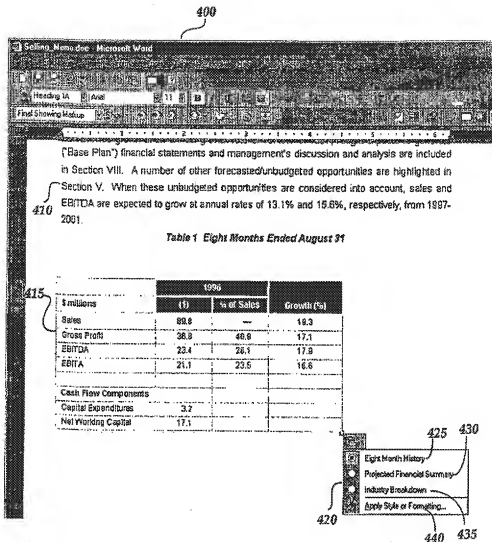 400
Selling_Memo.doc - Microsoft Word
Heading 1A Arial 11 B
Final Showing Markup
("Base Plan") financial statements and management's discussion and analysis are included
in Section VIII. A number of other forecasted/unbudgeted opportunities are highlighted in
Section V. When these unbudgeted opportunities are considered into account, sales and
410
EBITDA are expected to grow at annual rates of 13.1% and 15.6%, respectively, from 1997-
2001.
Table 1 Eight Months Ended August 31
415
1996
$ millions ($) % of Sales Growth (%)
Sales 89.8 — 19.3
Gross Profit 36.8 40.9 17.1
EBITDA 23.4 26.1 17.9
EBITA 21.1 23.5 16.6
Cash Flow Components
Capital Expenditures 3.2
Net Working Capital 17.1
425 430
Eight Month History
Projected Financial Summary
Industry Breakdown
420
Apply Style or Formatting...
440 435